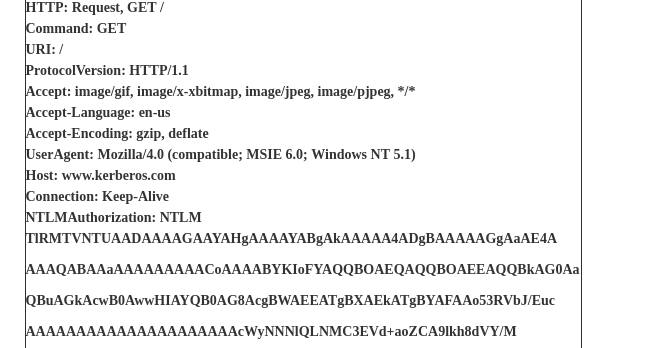 HTTP: Request, GET /
Command: GET
URI: /
ProtocolVersion: HTTP/1.1
Accept: image/gif, image/x-xbitmap, image/jpeg, image/pjpeg, */*
Accept-Language: en-us
Accept-Encoding: gzip, deflate
UserAgent: Mozilla/4.0 (compatible; MSIE 6.0; Windows NT 5.1)
Host: www.kerberos.com
Connection: Keep-Alive
NTLMAuthorization: NTLM
TlRMTVNTUAADAAAAGAAYAHgAAAAYABgAkAAAAA4ADgBAAAAAGgAaAE4A
AAAQABAAaAAAAAAAAACoAAAABYKIoFYAQQBOAEQAQQBOAEEAQQBkAG0Aa
QBuAGkAcwB0AwwHIAYQB0AG8AcgBWAEEATgBXAEkATgBYAFAAo53RVbJ/Euc
AAAAAAAAAAAAAAAAAAAAAcWyNNNlQLNMC3EVd+aoZCA9lkh8dVY/M